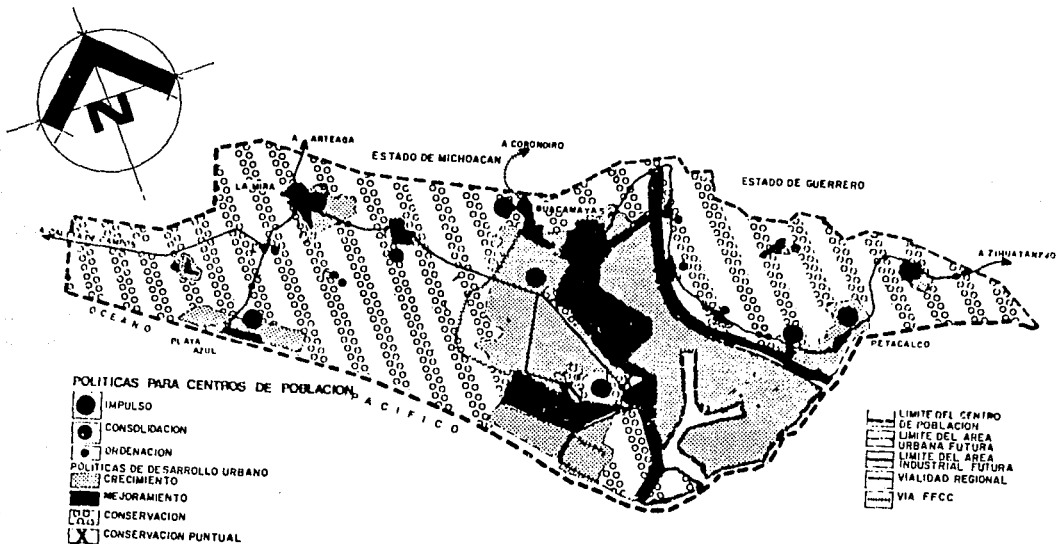 N
A ARTEAGA
ESTADO DE MICHOACAN
A CORONDIRO
ESTADO DE GUERRERO
LA MIRA
GUACAMAYA
A ZIHUATANEJO
OCEANO PACIFICO
PLAYA
AZUL
PETACALCO
POLITICAS PARA CENTROS DE POBLACION
IMPULSO
CONSOLIDACION
ORDENACION
POLITICAS DE DESARROLLO URBANO
CRECIMIENTO
MEJORAMIENTO
CONSERVACION
CONSERVACION PUNTUAL
LIMITE DEL CENTRO
DE POBLACION
LIMITE DEL AREA
URBANA FUTURA
LIMITE DEL AREA
INDUSTRIAL FUTURA
VIALIDAD REGIONAL
VIA FFCC